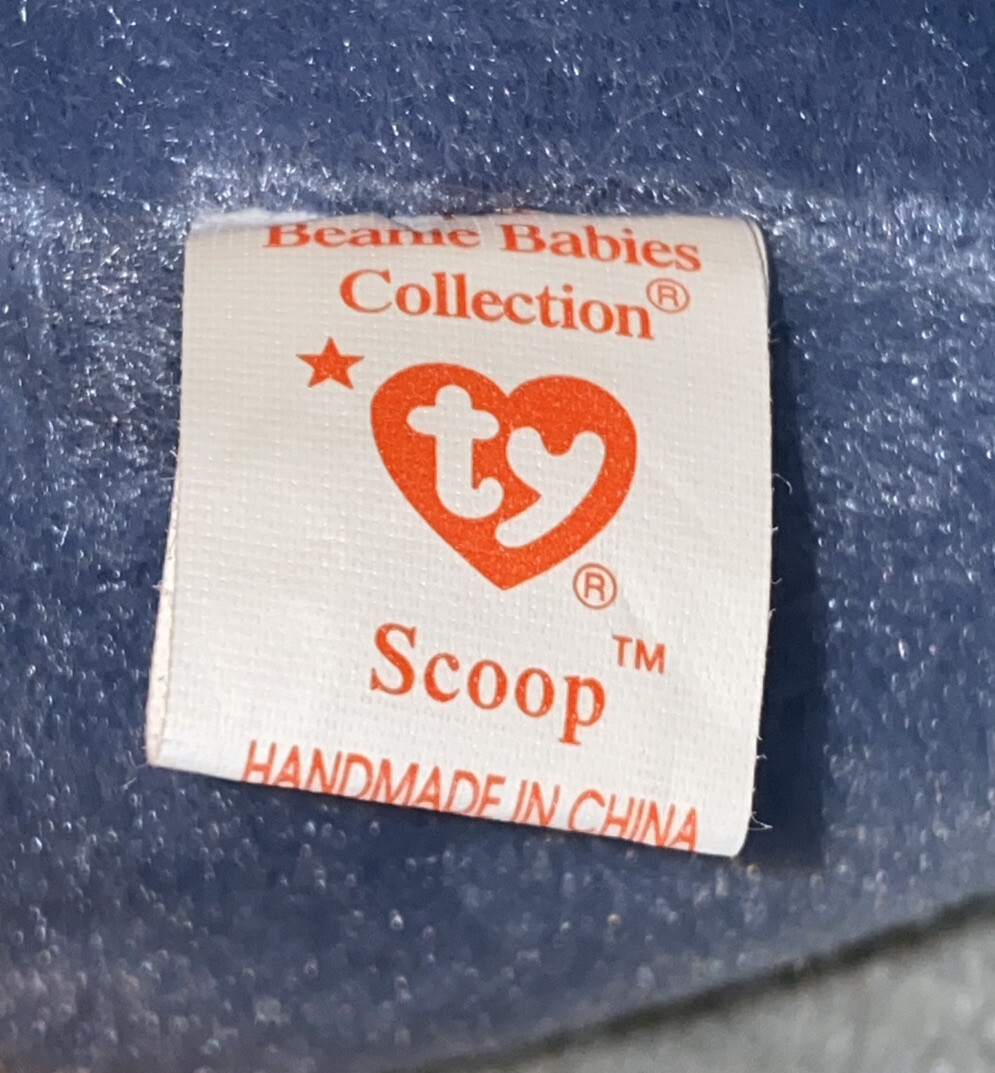 Beanie Babies
Collection®
★
ty®
Scoop™
HANDMADE IN CHINA